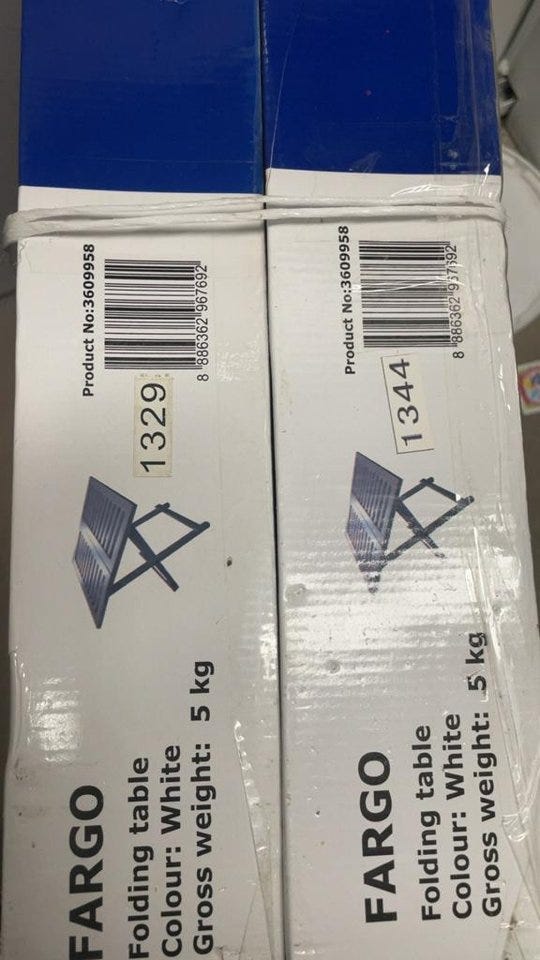 Product No:3609958
8 886362 967692
1329
FARGO
Folding table
Colour: White
Gross weight: 5 kg
Product No:3609958
8 886362 967692
1344
FARGO
Folding table
Colour: White
Gross weight: 5 kg